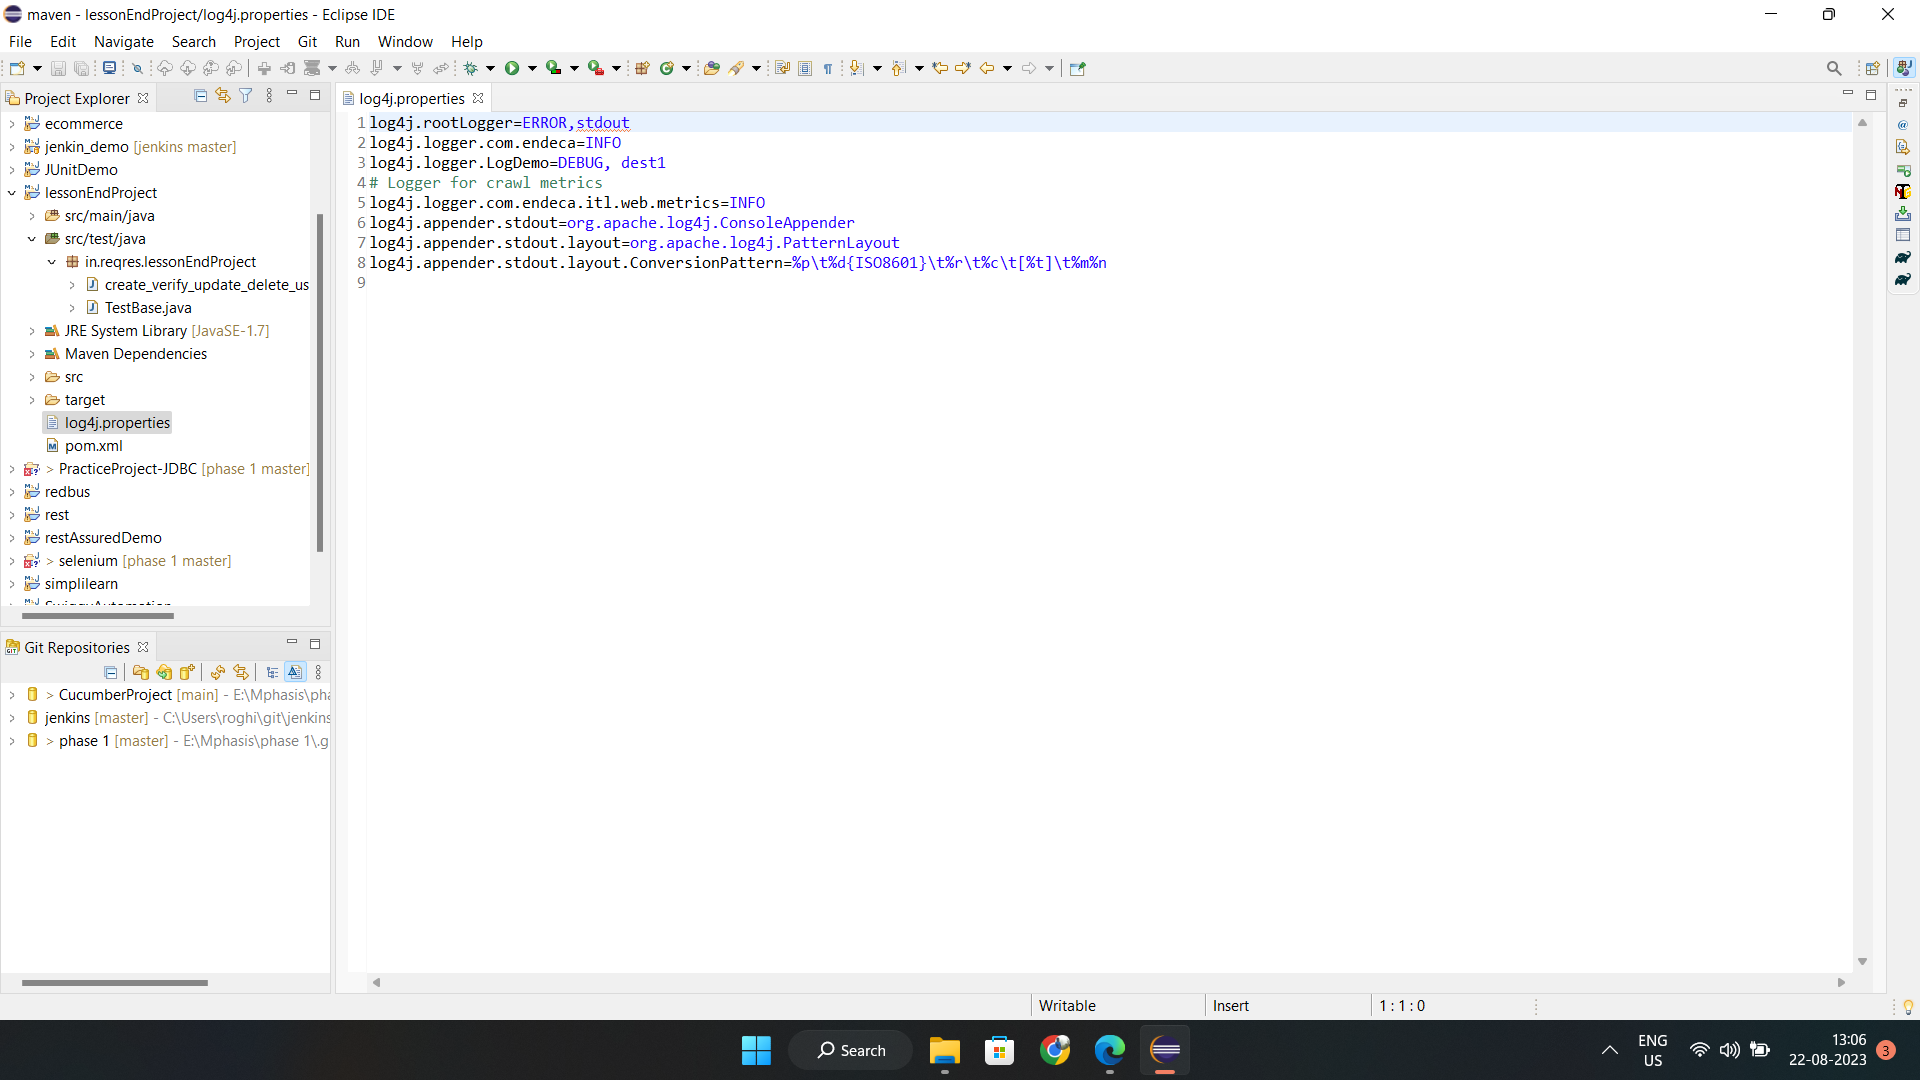 maven - lessonEndProject/log4j.properties - Eclipse IDE
File Edit Navigate Search Project Git Run Window Help
Project Explorer
ecommerce
jenkin_demo [jenkins master]
JUnitDemo
lessonEndProject
src/main/java
src/test/java
in.reqres.lessonEndProject
create_verify_update_delete_us
TestBase.java
JRE System Library [JavaSE-1.7]
Maven Dependencies
src
target
log4j.properties
pom.xml
> PracticeProject-JDBC [phase 1 master]
redbus
rest
restAssuredDemo
> selenium [phase 1 master]
simplilearn
Git Repositories
> CucumberProject [main] - E:\Mphasis\pha
jenkins [master] - C:\Users\roghi\git\jenkins
> phase 1 [master] - E:\Mphasis\phase 1\.g
log4j.properties
1 log4j.rootLogger=ERROR,stdout
2 log4j.logger.com.endeca=INFO
3 log4j.logger.LogDemo=DEBUG, dest1
4 # Logger for crawl metrics
5 log4j.logger.com.endeca.itl.web.metrics=INFO
6 log4j.appender.stdout=org.apache.log4j.ConsoleAppender
7 log4j.appender.stdout.layout=org.apache.log4j.PatternLayout
8 log4j.appender.stdout.layout.ConversionPattern=%p\t%d{ISO8601}\t%r\t%c\t[%t]\t%m%n
9
Writable Insert 1 : 1 : 0
Search
ENG
US
13:06
22-08-2023
3